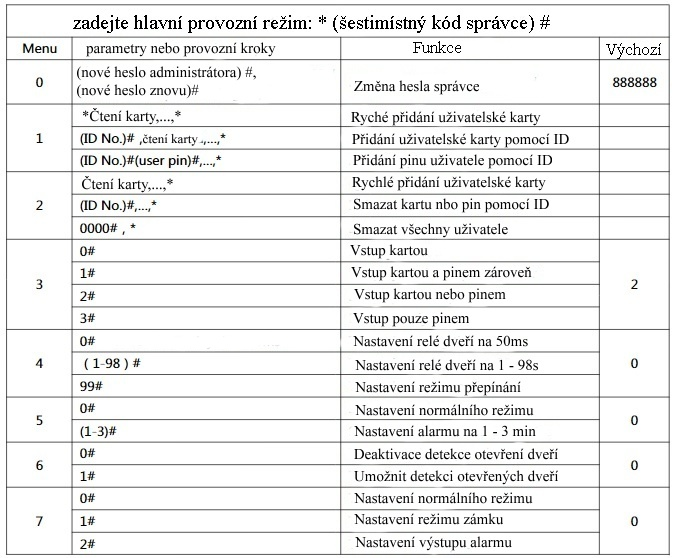 zadejte hlavní provozní režim: * (šestimístný kód správce) #
Menu parametry nebo provozní kroky Funkce Výchozí
0 (nové heslo administrátora) #, (nové heslo znovu)# Změna hesla správce 888888
1 *Čtení karty,...,* Ryché přidání uživatelské karty
(ID No.)# ,čtení karty .,...,* Přidání uživatelské karty pomocí ID
(ID No.)#(user pin)#,...,* Přidání pinu uživatele pomocí ID
2 Čtení karty,...,* Rychlé přidání uživatelské karty
(ID No.)#,...,* Smazat kartu nbo pin pomocí ID
0000# , * Smazat všechny uživatele
3 0# Vstup kartou 2
1# Vstup kartou a pinem zároveň
2# Vstup kartou nebo pinem
3# Vstup pouze pinem
4 0# Nastavení relé dveří na 50ms 0
( 1-98 ) # Nastavení relé dveří na 1 - 98s
99# Nastavení režimu přepínání
5 0# Nastavení normálního režimu 0
(1-3)# Nastavení alarmu na 1 - 3 min
6 0# Deaktivace detekce otevření dveří 0
1# Umožnit detekci otevřených dveří
7 0# Nastavení normálního režimu 0
1# Nastavení režimu zámku
2# Nastavení výstupu alarmu